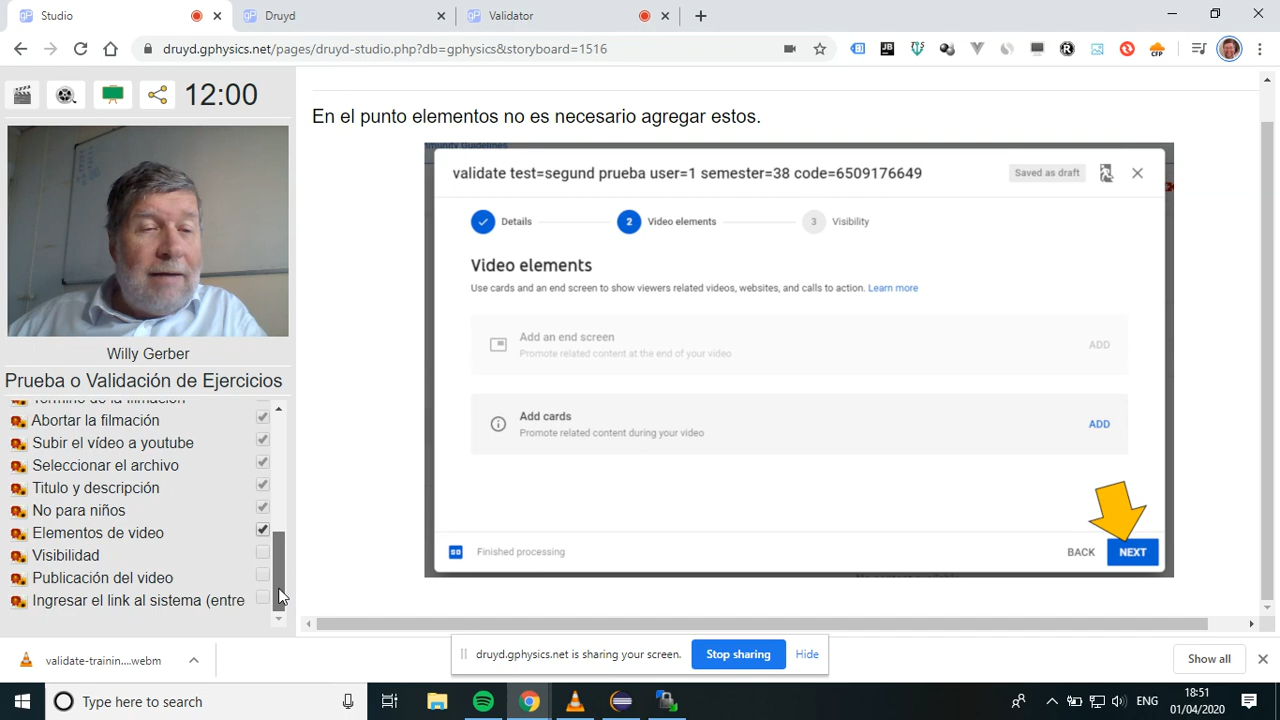 Studio
Druyd
Validator
druyd.gphysics.net/pages/druyd-studio.php?db=gphysics&storyboard=1516
12:00
Willy Gerber
Prueba o Validación de Ejercicios
Termino de la filmación
Abortar la filmación
Subir el vídeo a youtube
Seleccionar el archivo
Titulo y descripción
No para niños
Elementos de video
Visibilidad
Publicación del video
Ingresar el link al sistema (entre
En el punto elementos no es necesario agregar estos.
validate test=segund prueba user=1 semester=38 code=6509176649
Saved as draft
Details
2
Video elements
3
Visibility
Video elements
Use cards and an end screen to show viewers related videos, websites, and calls to action. Learn more
Add an end screen
Promote related content at the end of your video
ADD
Add cards
Promote related content during your video
ADD
SD
Finished processing
BACK
NEXT
validate-trainin....webm
druyd.gphysics.net is sharing your screen.
Stop sharing
Hide
Show all
Type here to search
ENG
18:51
01/04/2020